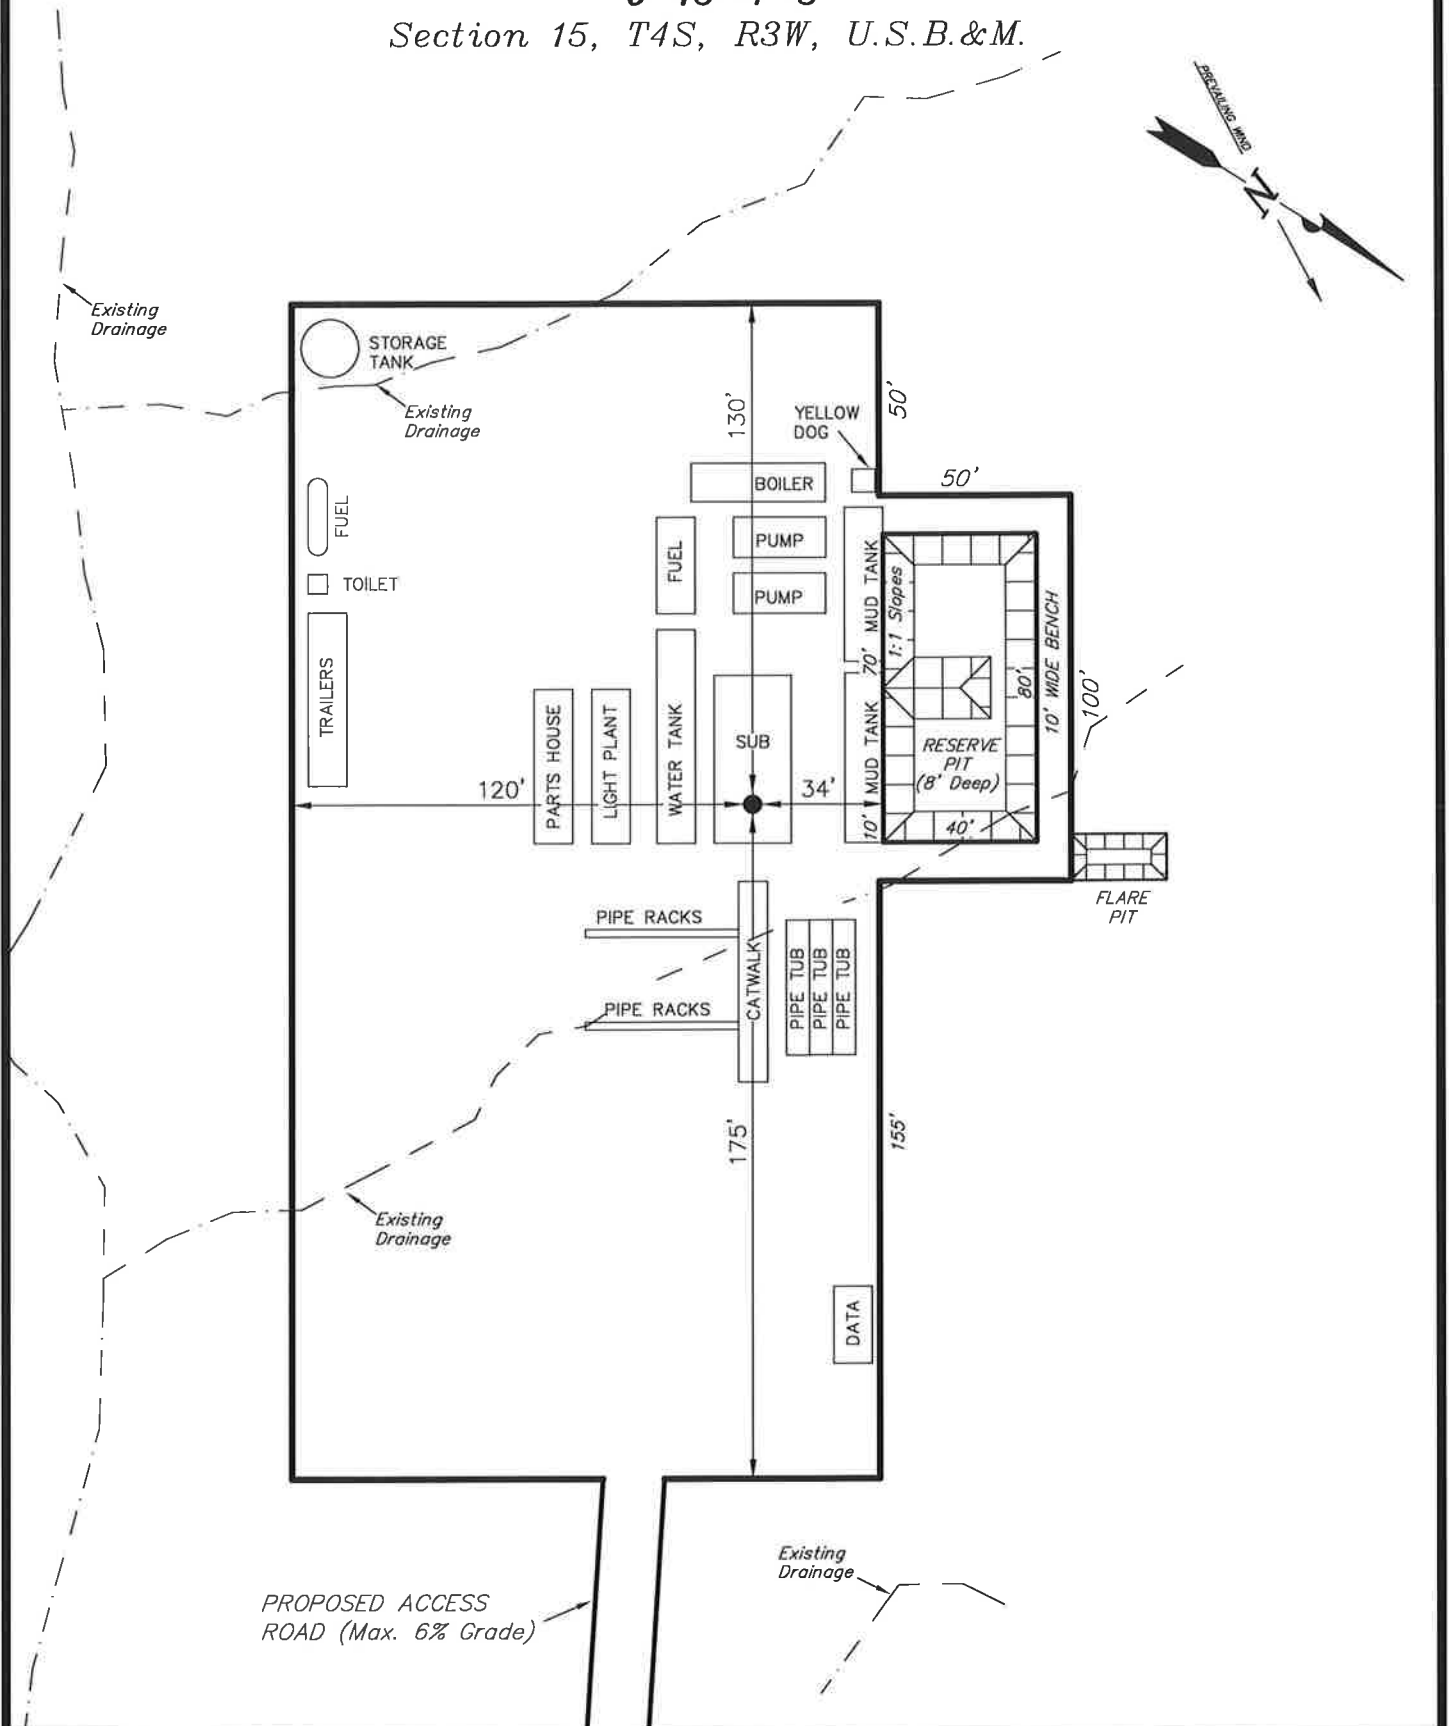 Section 15, T4S, R3W, U.S.B.&M.
PREVAILING WIND
N
Existing
Drainage
STORAGE
TANK
Existing
Drainage
130'
YELLOW
DOG
50'
50'
BOILER
FUEL
FUEL
PUMP
PUMP
TOILET
MUD TANK
1:1 Slopes
10' WIDE BENCH
TRAILERS
70'
80'
100'
PARTS HOUSE
LIGHT PLANT
WATER TANK
SUB
MUD TANK
RESERVE
PIT
(8' Deep)
120'
34'
10'
40'
FLARE
PIT
PIPE RACKS
CATWALK
PIPE TUB
PIPE TUB
PIPE TUB
PIPE RACKS
175'
155'
Existing
Drainage
DATA
Existing
Drainage
PROPOSED ACCESS
ROAD (Max. 6% Grade)